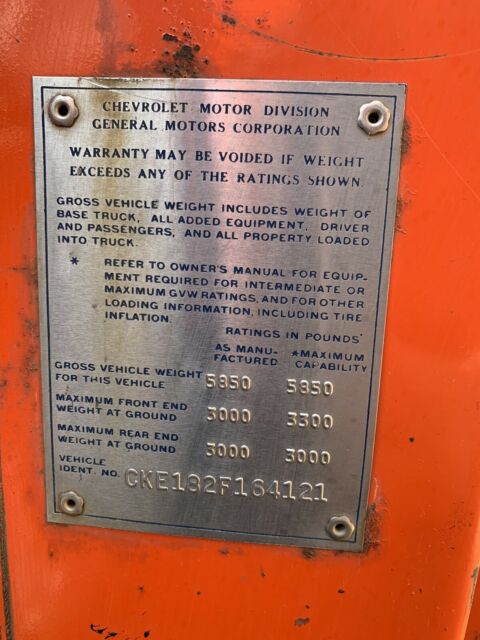 CHEVROLET MOTOR DIVISION
GENERAL MOTORS CORPORATION
WARRANTY MAY BE VOIDED IF WEIGHT
EXCEEDS ANY OF THE RATINGS SHOWN.
GROSS VEHICLE WEIGHT INCLUDES WEIGHT OF
BASE TRUCK, ALL ADDED EQUIPMENT, DRIVER
AND PASSENGERS, AND ALL PROPERTY LOADED
INTO TRUCK.
* REFER TO OWNER'S MANUAL FOR EQUIP-
MENT REQUIRED FOR INTERMEDIATE OR
MAXIMUM GVW RATINGS, AND FOR OTHER
LOADING INFORMATION, INCLUDING TIRE
INFLATION.
RATINGS IN POUNDS
AS MANU- *MAXIMUM
FACTURED CAPABILITY
GROSS VEHICLE WEIGHT
FOR THIS VEHICLE 5850 5850
MAXIMUM FRONT END
WEIGHT AT GROUND 3000 3300
MAXIMUM REAR END
WEIGHT AT GROUND 3000 3000
VEHICLE
IDENT. NO. CKE182F164121